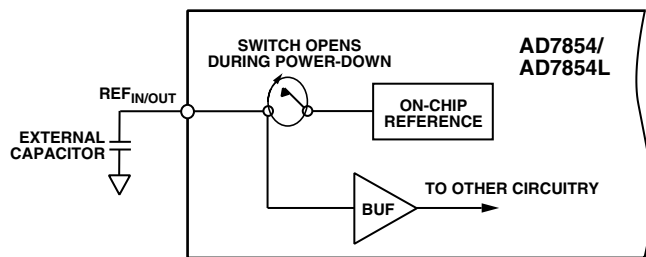 SWITCH OPENS
DURING POWER-DOWN
AD7854/
AD7854L
REFIN/OUT
ON-CHIP
REFERENCE
EXTERNAL
CAPACITOR
TO OTHER CIRCUITRY
BUF